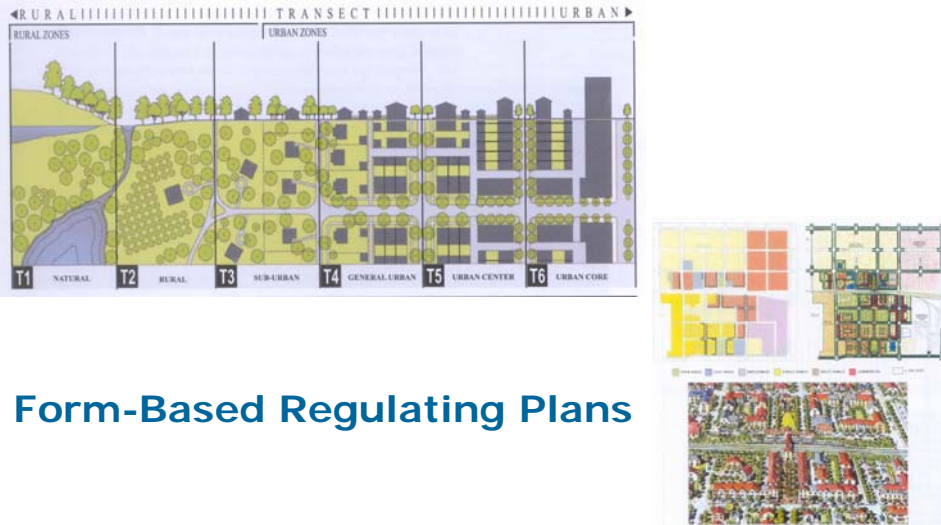 RURAL TRANSECT URBAN
RURAL ZONES URBAN ZONES
T1 NATURAL T2 RURAL T3 SUB-URBAN T4 GENERAL URBAN T5 URBAN CENTER T6 URBAN CORE
Form-Based Regulating Plans